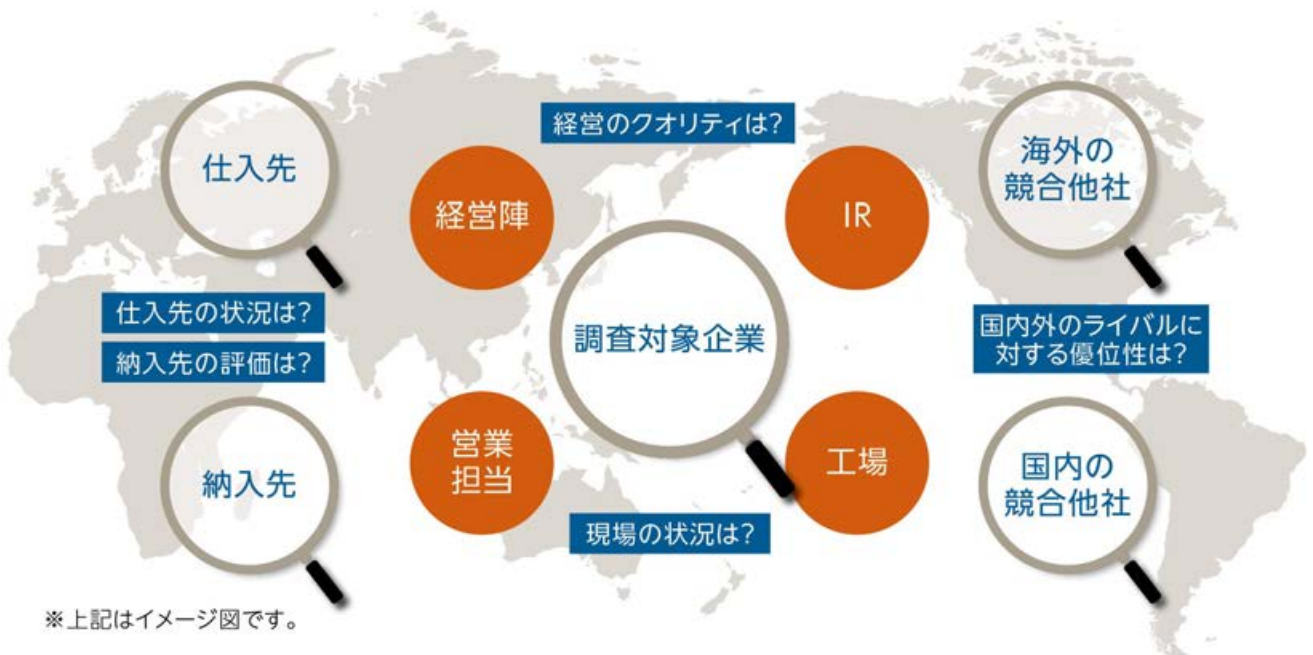 経営のクオリティは?
仕入先
経営陣
IR
海外の
競合他社
仕入先の状況は?
納入先の評価は?
調査対象企業
国内外のライバルに
対する優位性は?
納入先
営業
担当
工場
国内の
競合他社
現場の状況は?
※上記はイメージ図です。